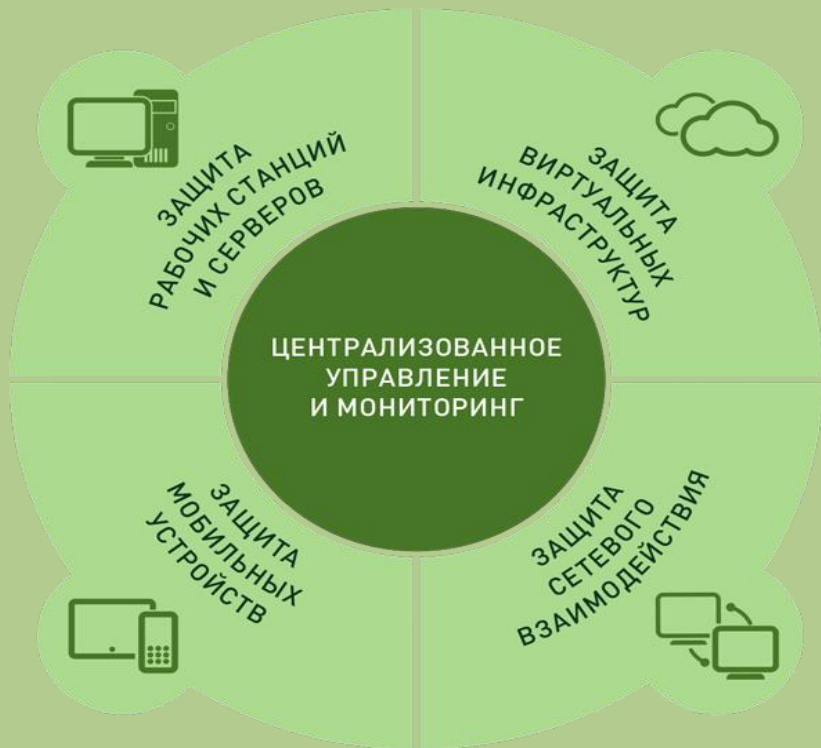 ЗАЩИТА
РАБОЧИХ СТАНЦИЙ
И СЕРВЕРОВ
ЗАЩИТА
ВИРТУАЛЬНЫХ
ИНФРАСТРУКТУР
ЦЕНТРАЛИЗОВАННОЕ
УПРАВЛЕНИЕ
И МОНИТОРИНГ
ЗАЩИТА
МОБИЛЬНЫХ
УСТРОЙСТВ
ЗАЩИТА
СЕТЕВОГО
ВЗАИМОДЕЙСТВИЯ